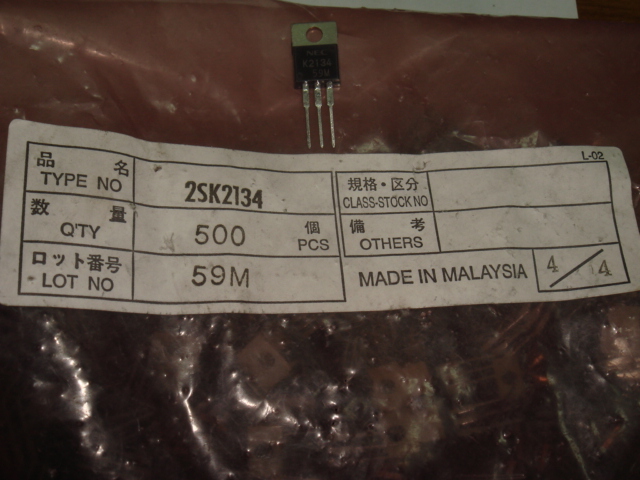 NEC
K2134
59M
L-02
品 名
TYPE NO
2SK2134
規格・区分
CLASS-STOCK NO
数 量
Q'TY
500
個
PCS
備 考
OTHERS
ロット番号
LOT NO
59M
MADE IN MALAYSIA
4/4